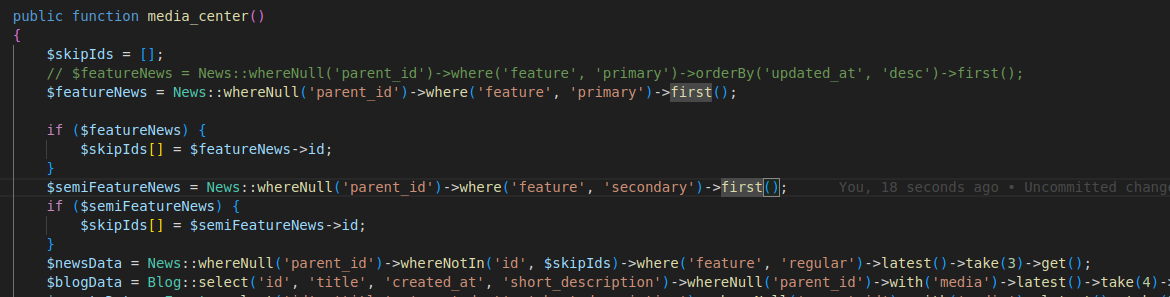 public function media_center()
{
    $skipIds = [];
    // $featureNews = News::whereNull('parent_id')->where('feature', 'primary')->orderBy('updated_at', 'desc')->first();
    $featureNews = News::whereNull('parent_id')->where('feature', 'primary')->first();
    if ($featureNews) {
        $skipIds[] = $featureNews->id;
    }
    $semiFeatureNews = News::whereNull('parent_id')->where('feature', 'secondary')->first(); You, 18 seconds ago • Uncommitted change
    if ($semiFeatureNews) {
        $skipIds[] = $semiFeatureNews->id;
    }
    $newsData = News::whereNull('parent_id')->whereNotIn('id', $skipIds)->where('feature', 'regular')->latest()->take(3)->get();
    $blogData = Blog::select('id', 'title', 'created_at', 'short_description')->whereNull('parent_id')->with('media')->latest()->take(4)->